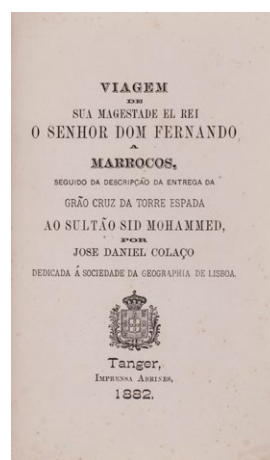 VIAGEM
DE
SUA MAGESTADE EL REI
O SENHOR DOM FERNANDO
A
MARROCOS,
SEGUIDO DA DESCRIPÇÃO DA ENTREGA DA
GRÃO CRUZ DA TORRE ESPADA
AO SULTÃO SID MOHAMMED,
POR
JOSE DANIEL COLAÇO
DEDICADA Á SOCIEDADE DA GEOGRAPHIA DE LISBOA.
Tanger,
IMPRENSA ABRINES,
1882.